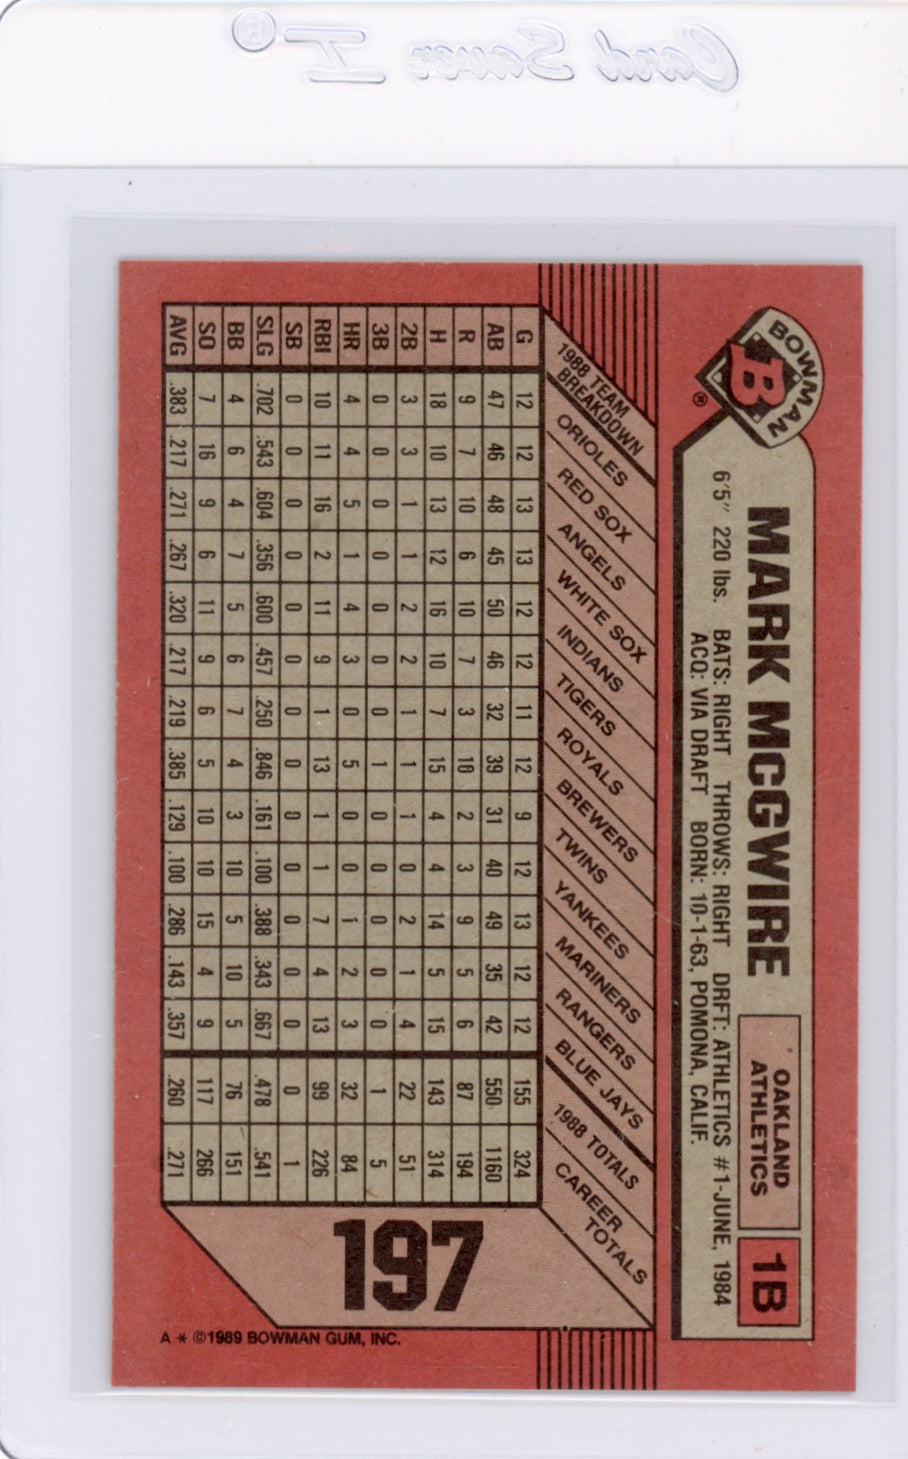 Card Saver I®
BOWMAN
B®
MARK MCGWIRE
OAKLAND
ATHLETICS
1B
6'5" 220 lbs. BATS: RIGHT THROWS: RIGHT DRFT: ATHLETICS #1-JUNE, 1984
ACQ: VIA DRAFT BORN: 10-1-63, POMONA, CALIF.
1988 TEAM BREAKDOWN ORIOLES RED SOX ANGELS WHITE SOX INDIANS TIGERS ROYALS BREWERS TWINS YANKEES MARINERS RANGERS BLUE JAYS 1988 TOTALS CAREER TOTALS
G 12 12 13 13 12 12 11 12 9 12 13 12 12 155 324
AB 47 46 48 45 50 46 32 39 31 40 49 35 42 550 1160
R 9 7 10 6 10 7 3 10 2 3 9 5 6 87 194
H 18 10 13 12 16 10 7 15 4 4 14 5 15 143 314
2B 3 3 1 1 2 2 1 1 1 0 2 1 4 22 51
3B 0 0 0 0 0 0 0 1 0 0 0 0 0 1 5
HR 4 4 5 1 4 3 0 5 0 0 1 2 3 32 84
RBI 10 11 16 2 11 9 1 13 1 1 7 4 13 99 226
SB 0 0 0 0 0 0 0 0 0 0 0 0 0 0 1
SLG .702 .543 .604 .356 .600 .457 .250 .846 .161 .100 .388 .343 .667 .478 .541
BB 4 6 4 7 5 6 7 4 3 10 5 10 5 76 151
SO 7 16 9 6 11 9 6 5 10 10 15 4 9 117 266
AVG .383 .217 .271 .267 .320 .217 .219 .385 .129 .100 .286 .143 .357 .260 .271
197
A * ©1989 BOWMAN GUM, INC.